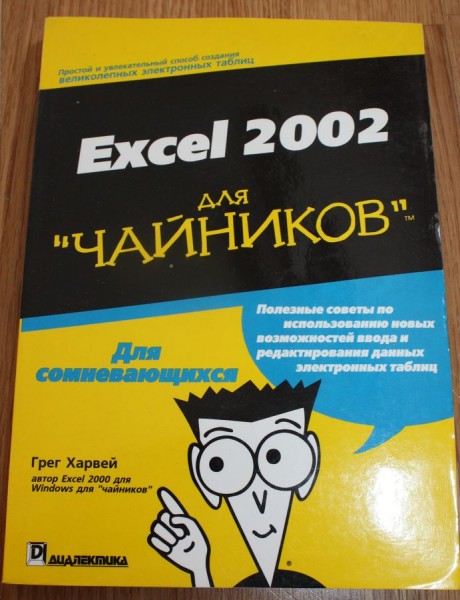 Простой и увлекательный способ создания
великолепных электронных таблиц
Excel 2002
для
"ЧАЙНИКОВ"™
Полезные советы по
использованию новых
возможностей ввода и
редактирования данных
электронных таблиц
Для
сомневающихся
Грег Харвей
автор Excel 2000 для
Windows для "чайников"
ДИАЛЕКТИКА